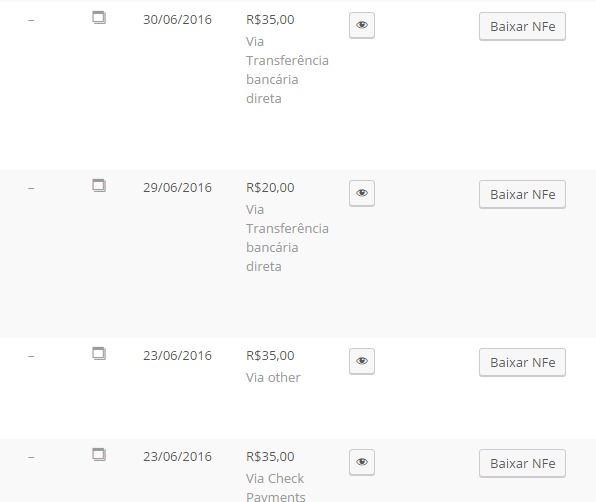 – 30/06/2016 R$35,00 Baixar NFe
Via
Transferência
bancária
direta
– 29/06/2016 R$20,00 Baixar NFe
Via
Transferência
bancária
direta
– 23/06/2016 R$35,00 Baixar NFe
Via other
– 23/06/2016 R$35,00 Baixar NFe
Via Check
Payments